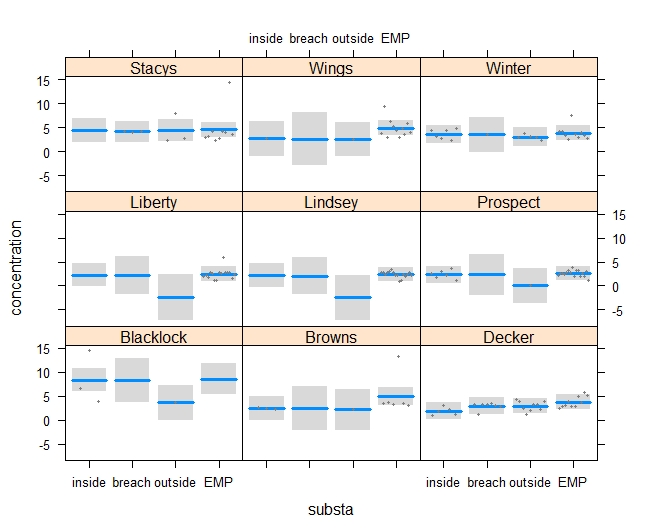 inside breach outside EMP
Stacys Wings Winter
15
10
5
0
-5
Liberty Lindsey Prospect
15
10
5
0
-5
concentration
Blacklock Browns Decker
15
10
5
0
-5
inside breach outside EMP inside breach outside EMP
substa